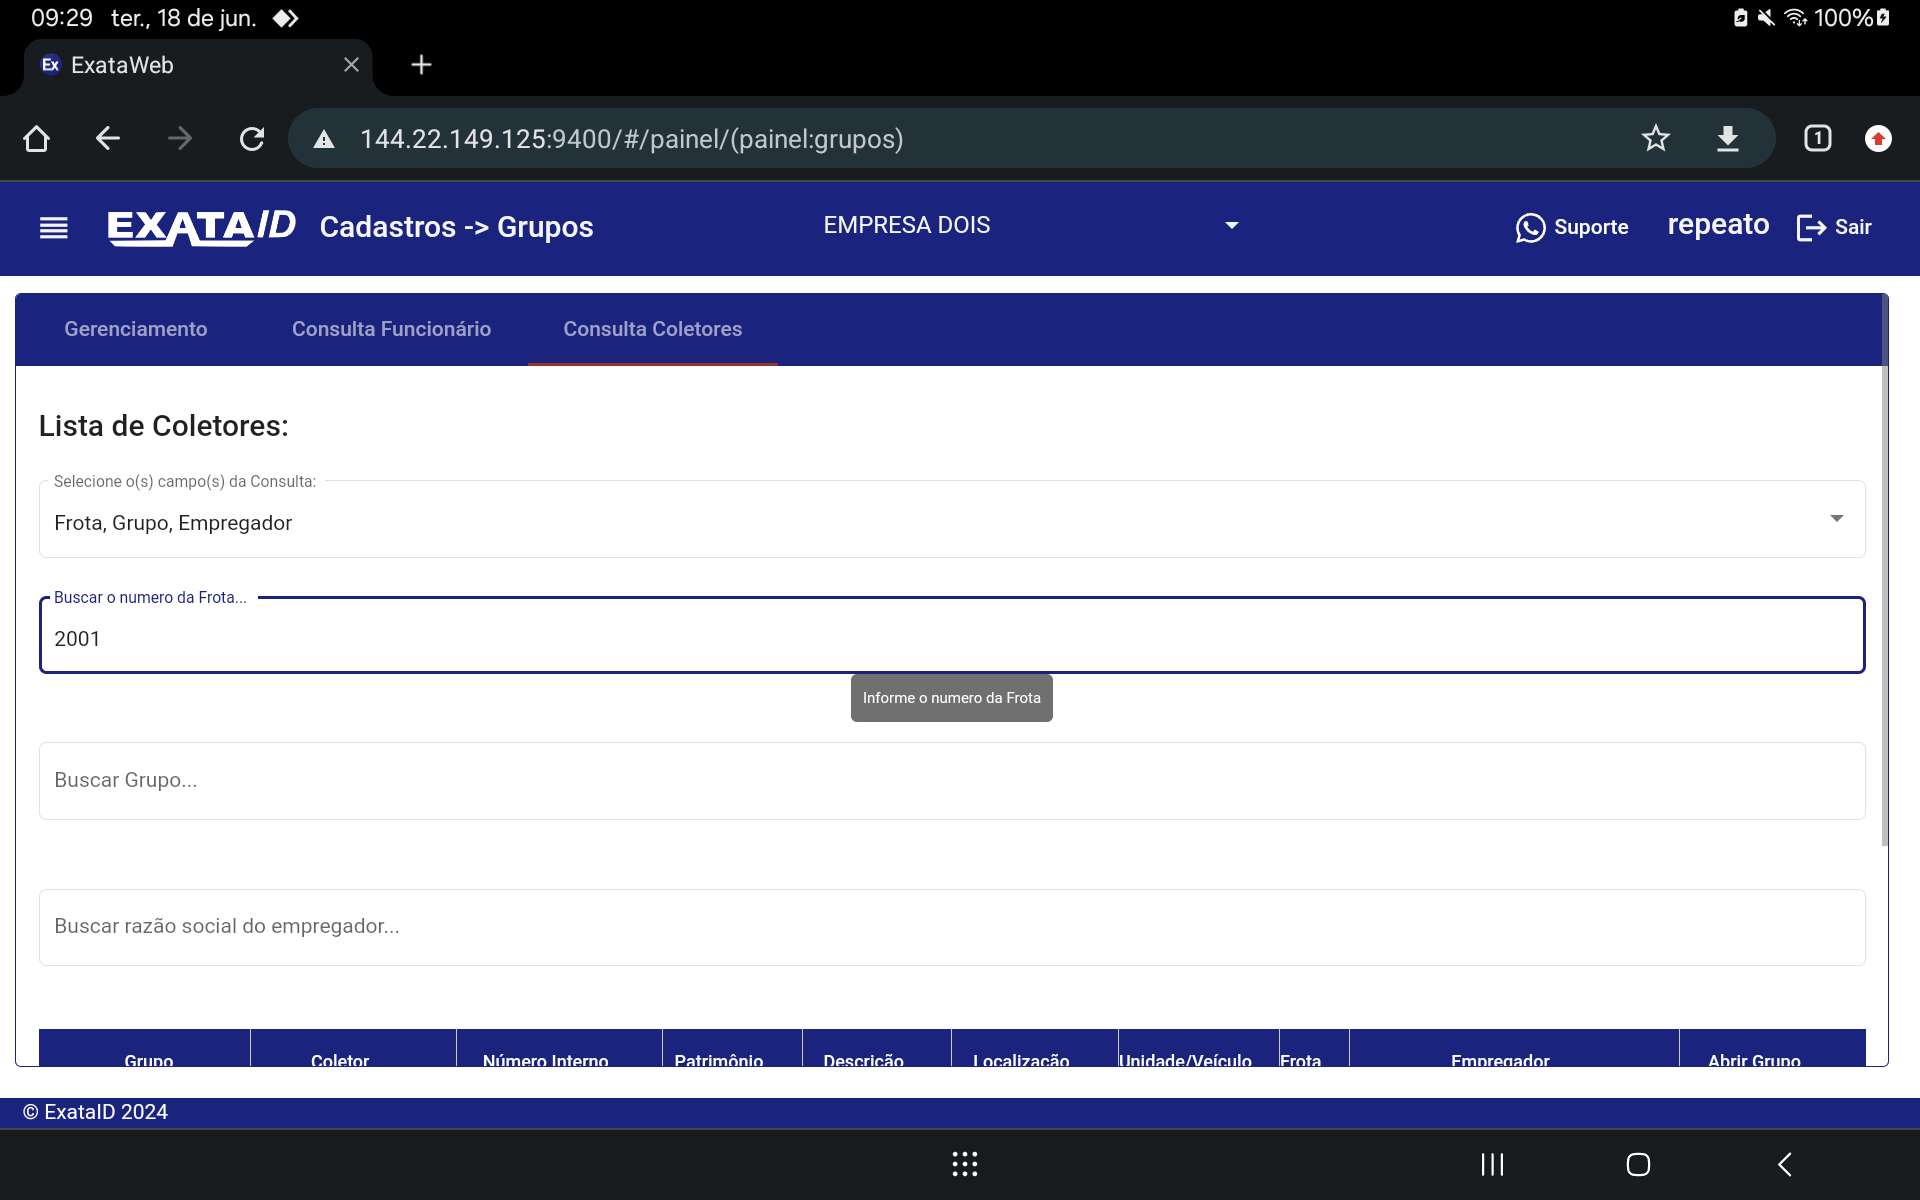 09:29 ter., 18 de jun.
100%
Ex ExataWeb
144.22.149.125:9400/#/painel/(painel:grupos)
1
EXATA/ID Cadastros -> Grupos EMPRESA DOIS Suporte repeato Sair
Gerenciamento Consulta Funcionário Consulta Coletores
Lista de Coletores:
Selecione o(s) campo(s) da Consulta:
Frota, Grupo, Empregador
Buscar o numero da Frota...
2001
Informe o numero da Frota
Buscar Grupo...
Buscar razão social do empregador...
Grupo Coletor Número Interno Patrimônio Descrição Localização Unidade/Veículo Frota Empregador Abrir Grupo
© ExataID 2024